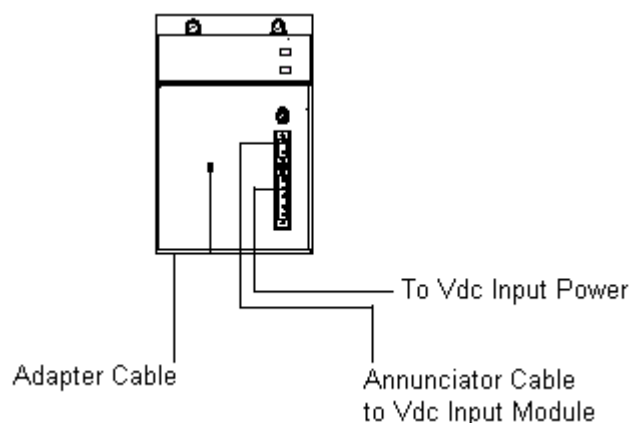 To Vdc Input Power
Adapter Cable
Annunciator Cable
to Vdc Input Module